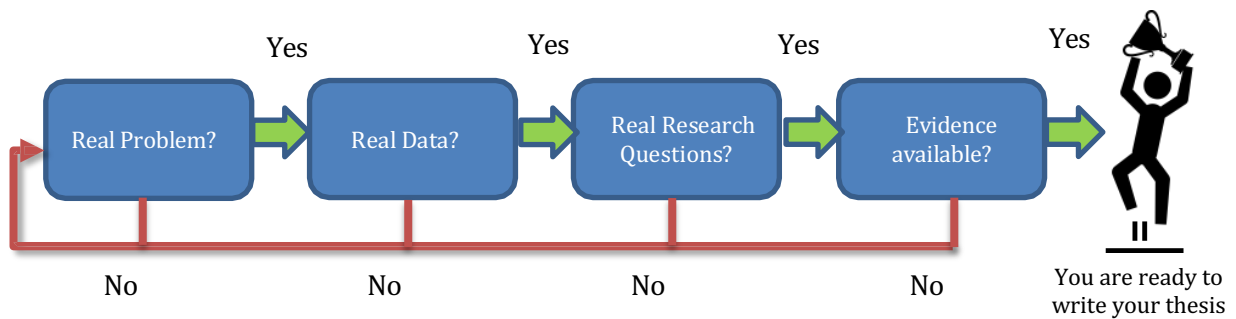 Yes
Yes
Yes
Yes
Real Problem?
Real Data?
Real Research
Questions?
Evidence
available?
No
No
No
No
You are ready to
write your thesis